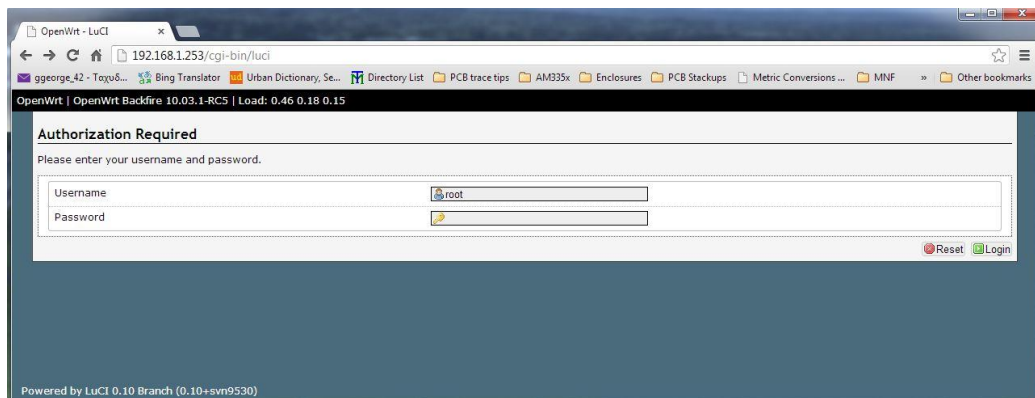 OpenWrt - LuCI
192.168.1.253/cgi-bin/luci
ggeorge_42 - Ταχυδ... Bing Translator ud Urban Dictionary, Se... Directory List PCB trace tips AM335x Enclosures PCB Stackups Metric Conversions ... MNF » Other bookmarks
OpenWrt | OpenWrt Backfire 10.03.1-RC5 | Load: 0.46 0.18 0.15
Authorization Required
Please enter your username and password.
Username root
Password
Reset Login
Powered by LuCI 0.10 Branch (0.10+svn9530)